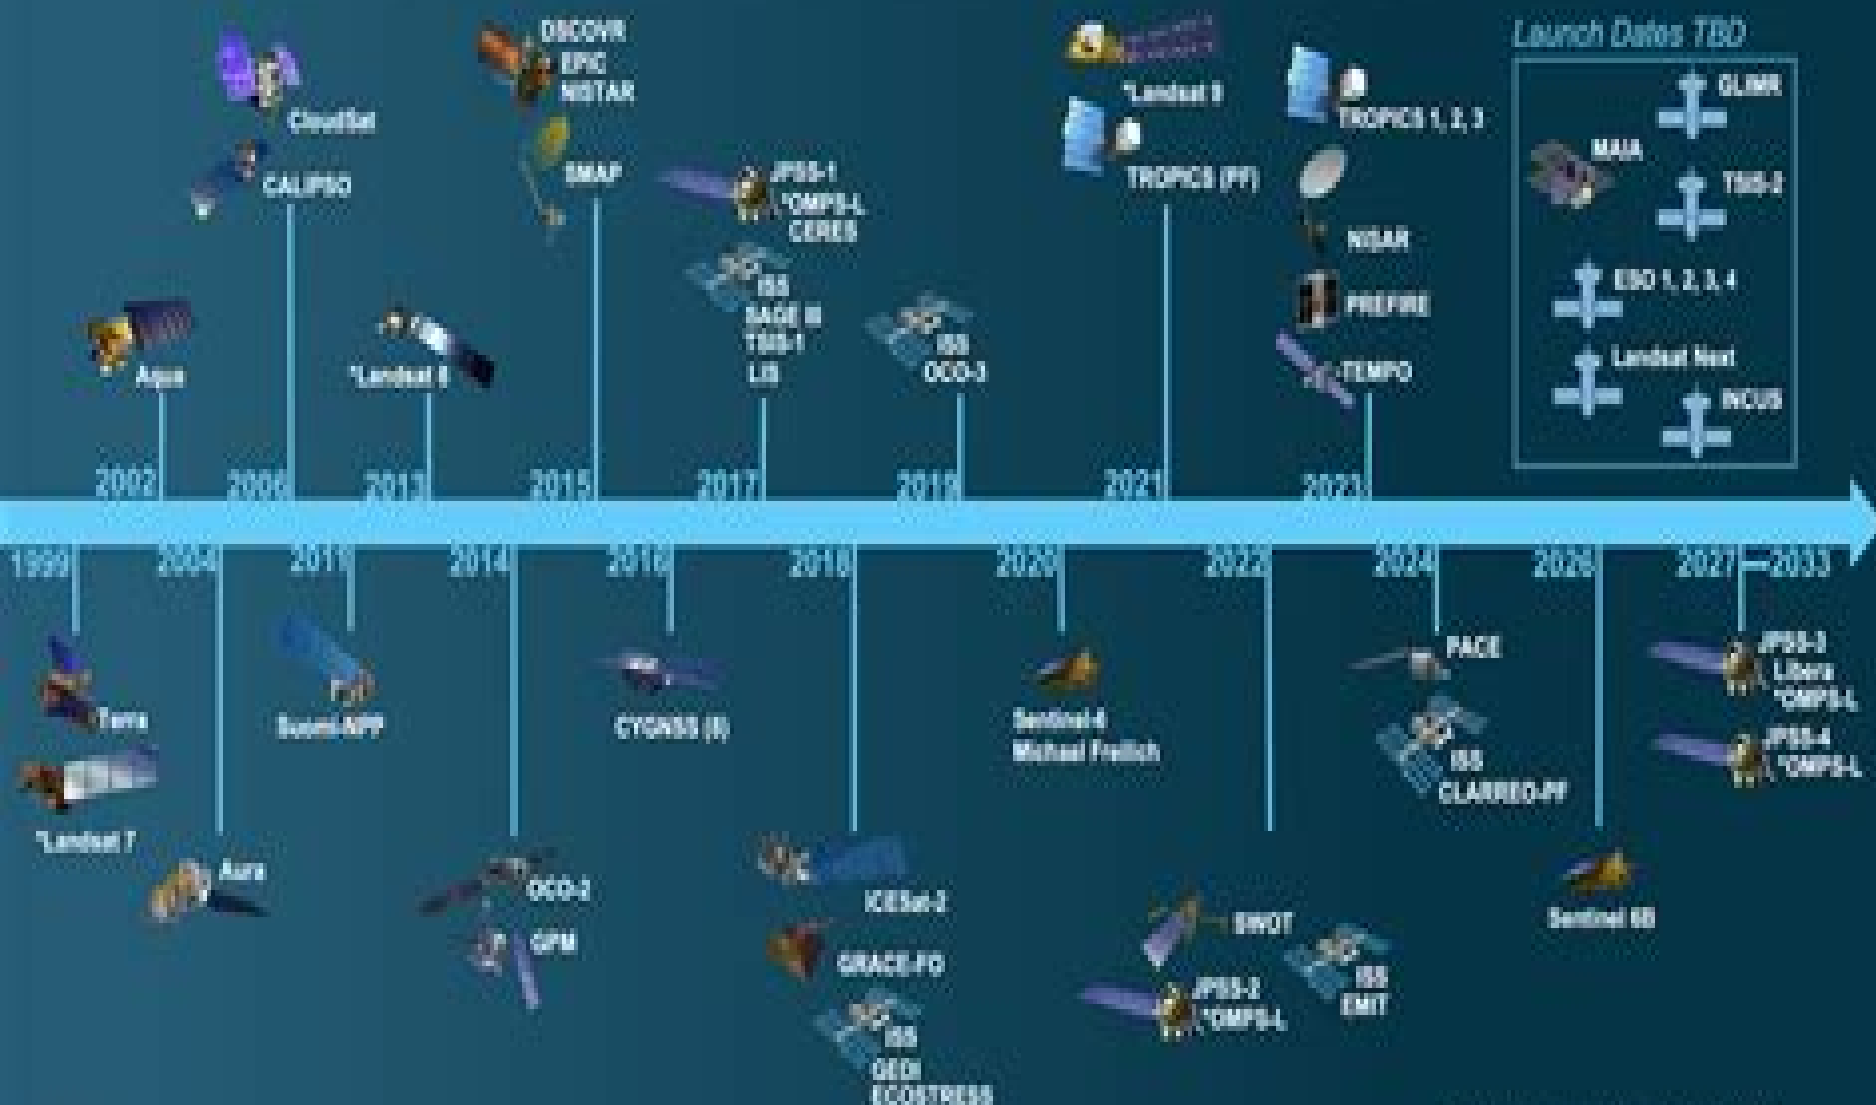 DSCOVR
EPIC
NISTAR
CloudSat
CALIPSO
SMAP
JPSS-1
*OMPS-L
CERES
*Landsat 9
TROPICS (PF)
TROPICS 1, 2, 3
NISAR
PREFIRE
TEMPO
Launch Dates TBD
GLIMR
MAIA
TSIS-2
EBO 1, 2, 3, 4
Landsat Next
INCUS
Aqua
*Landsat 8
ISS
SAGE III
TSIS-1
LIS
ISS
OCO-3
2002
2006
2013
2015
2017
2019
2021
2023
1999
2004
2011
2014
2016
2018
2020
2022
2024
2026
2027—2033
Terra
*Landsat 7
Aura
Suomi-NPP
OCO-2
GPM
CYGNSS (8)
ICESat-2
GRACE-FO
ISS
GEDI
ECOSTRESS
Sentinel-6
Michael Freilich
SWOT
JPSS-2
*OMPS-L
ISS
EMIT
PACE
ISS
CLARREO-PF
Sentinel 6B
JPSS-3
Libera
*OMPS-L
JPSS-4
*OMPS-L